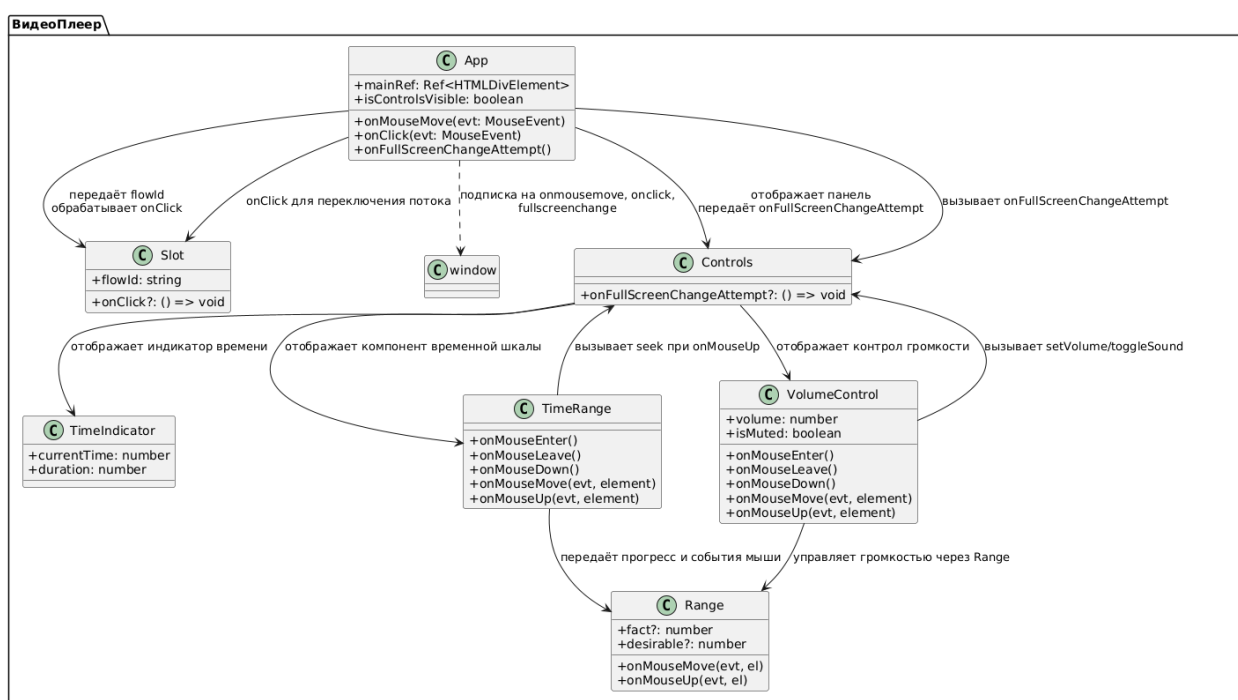 ВидеоПлеер
C App
+mainRef: Ref<HTMLDivElement>
+isControlsVisible: boolean
+onMouseMove(evt: MouseEvent)
+onClick(evt: MouseEvent)
+onFullScreenChangeAttempt()
передаёt flowId
обрабатывает onClick
onClick для переключения потока
подписка на onmousemove, onclick,
fullscreenchange
отображает панель
передаёт onFullScreenChangeAttempt
вызывает onFullScreenChangeAttempt
C Slot
+flowId: string
+onClick?: () => void
C window
C Controls
+onFullScreenChangeAttempt?: () => void
отображает индикатор времени
отображает компонент временной шкалы
вызывает seek при onMouseUp
отображает контрол громкости
вызывает setVolume/toggleSound
C TimeIndicator
+currentTime: number
+duration: number
C TimeRange
+onMouseEnter()
+onMouseLeave()
+onMouseDown()
+onMouseMove(evt, element)
+onMouseUp(evt, element)
C VolumeControl
+volume: number
+isMuted: boolean
+onMouseEnter()
+onMouseLeave()
+onMouseDown()
+onMouseMove(evt, element)
+onMouseUp(evt, element)
передаёт прогресс и события мыши
управляет громкостью через Range
C Range
+fact?: number
+desirable?: number
+onMouseMove(evt, el)
+onMouseUp(evt, el)